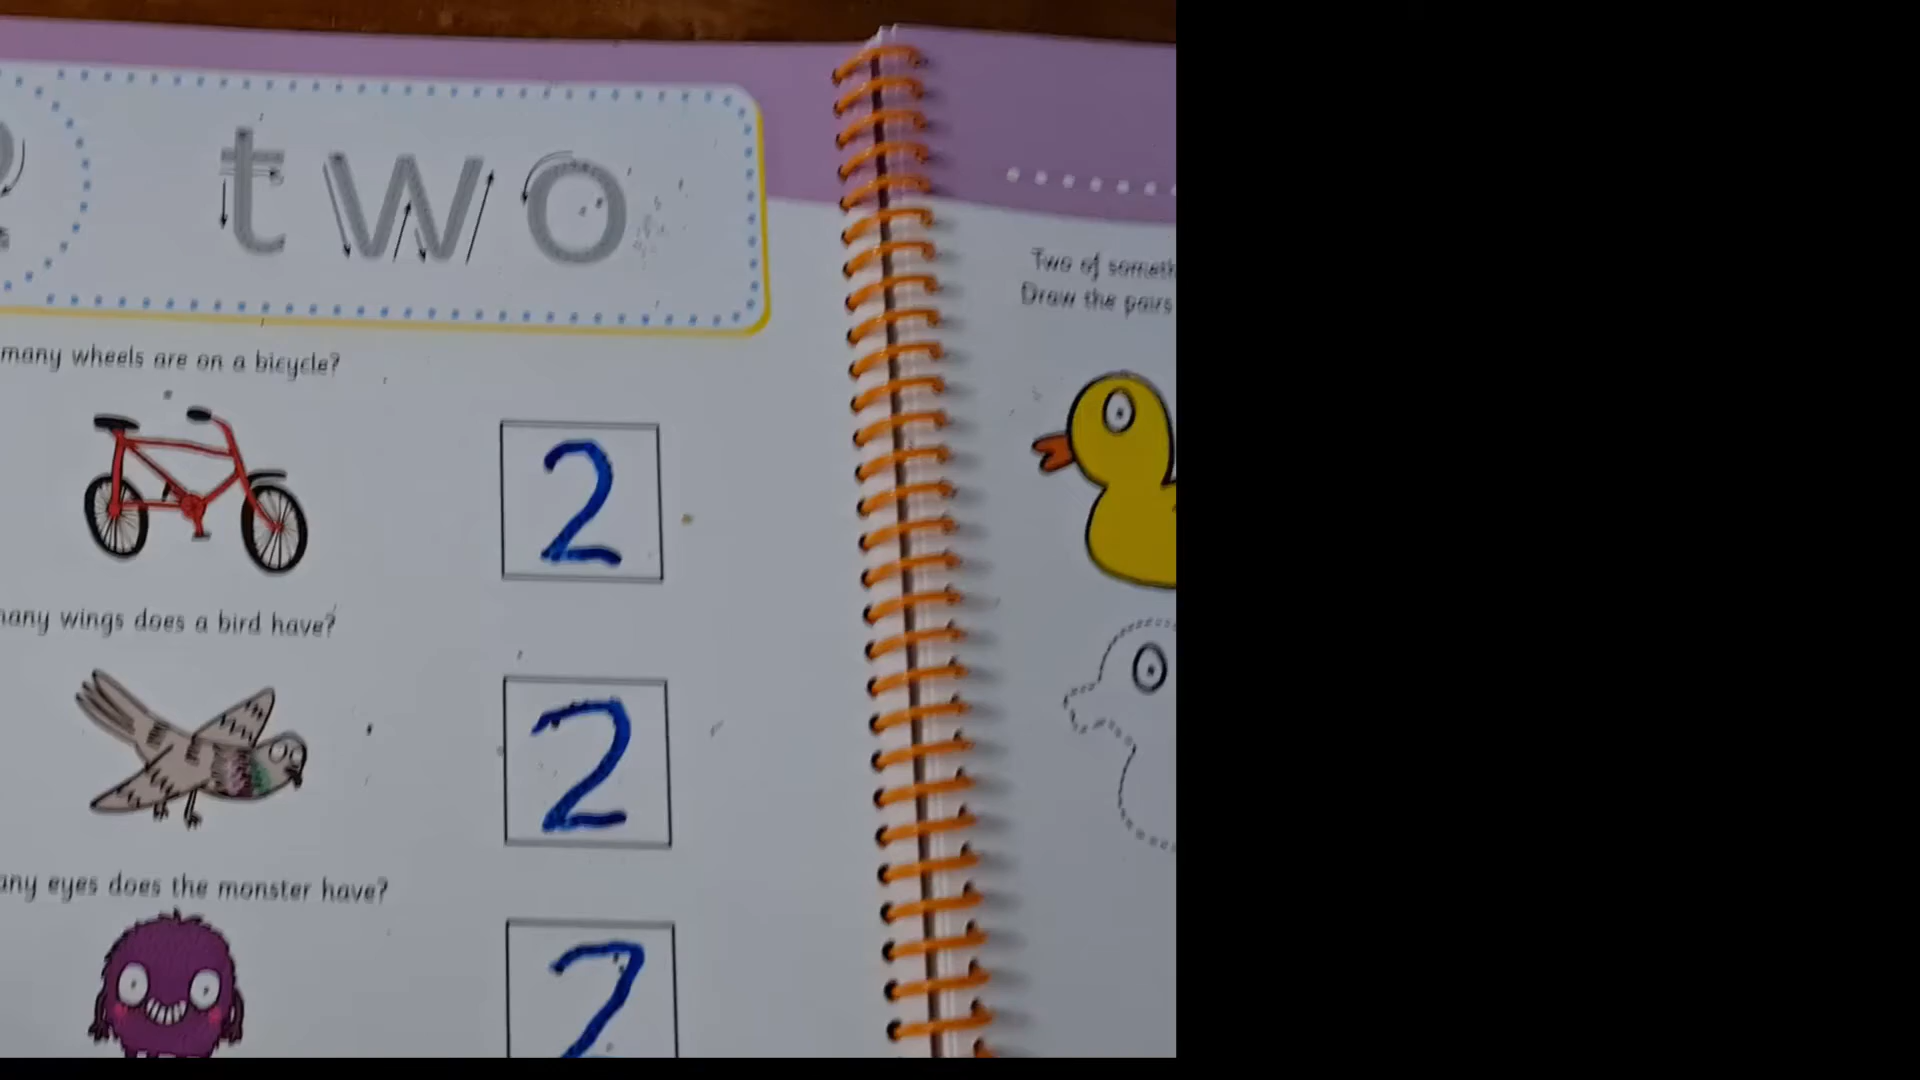 two
many wheels are on a bicycle?
2
many wings does a bird have?
2
any eyes does the monster have?
2
Two of someth
Draw the pairs